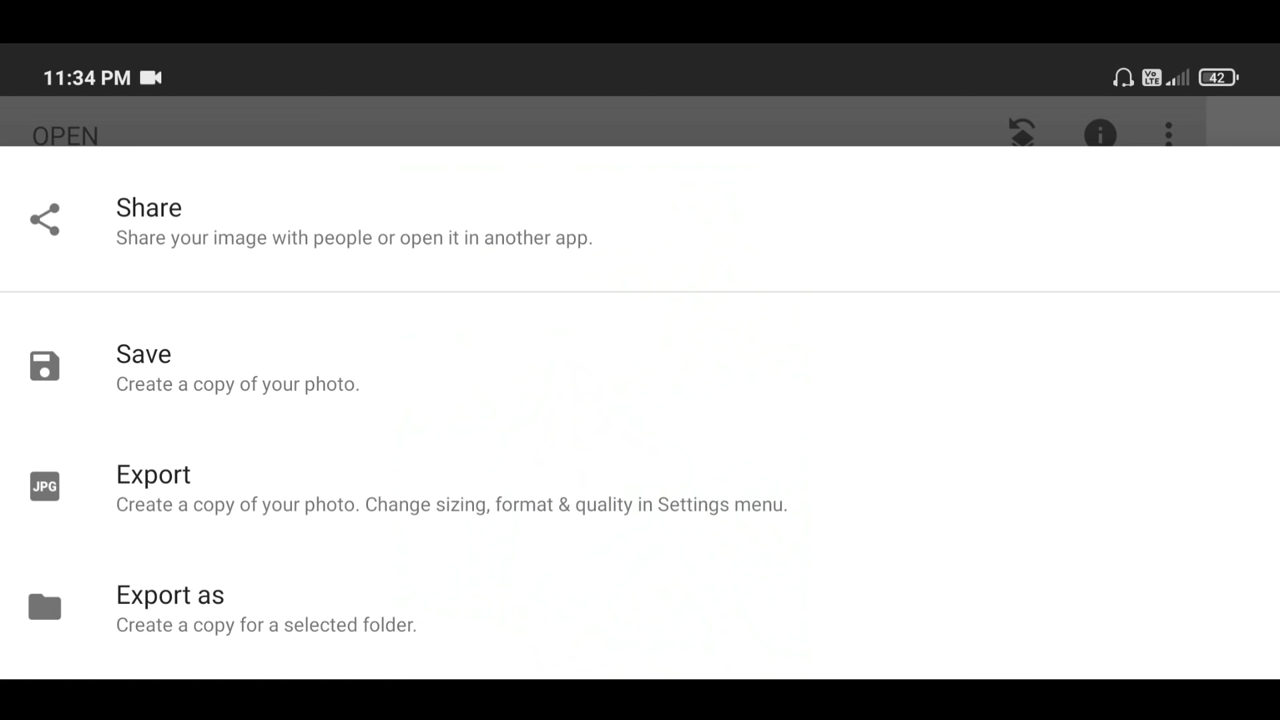 11:34 PM
Vo LTE
42
OPEN
Share
Share your image with people or open it in another app.
Save
Create a copy of your photo.
JPG
Export
Create a copy of your photo. Change sizing, format & quality in Settings menu.
Export as
Create a copy for a selected folder.